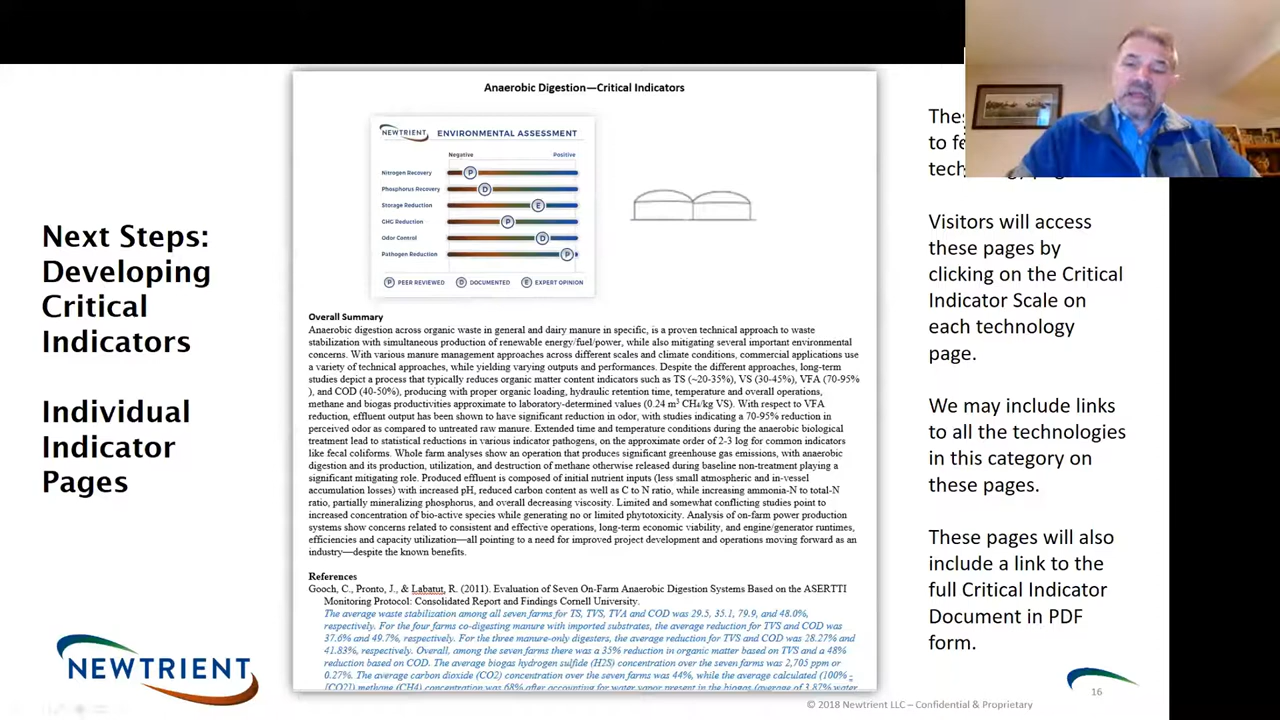 Next Steps:
Developing
Critical
Indicators
Individual
Indicator
Pages
NEWTRIENT
Anaerobic Digestion—Critical Indicators
NEWTRIENT ENVIRONMENTAL ASSESSMENT
Negative Positive
Nitrogen Recovery P
Phosphorus Recovery D
Storage Reduction E
GHG Reduction P
Odor Control D
Pathogen Reduction P
P PEER REVIEWED D DOCUMENTED E EXPERT OPINION
Overall Summary
Anaerobic digestion across organic waste in general and dairy manure in specific, is a proven technical approach to waste
stabilization with simultaneous production of renewable energy/fuel/power, while also mitigating several important environmental
concerns. With various manure management approaches across different scales and climate conditions, commercial applications use
a variety of technical approaches, while yielding varying outputs and performances. Despite the different approaches, long-term
studies depict a process that typically reduces organic matter content indicators such as TS (~20-35%), VS (30-45%), VFA (70-95%
), and COD (40-50%), producing with proper organic loading, hydraulic retention time, temperature and overall operations,
methane and biogas productivities approximate to laboratory-determined values (0.24 m³ CH₄/kg VS). With respect to VFA
reduction, effluent output has been shown to have significant reduction in odor, with studies indicating a 70-95% reduction in
perceived odor as compared to untreated raw manure. Extended time and temperature conditions during the anaerobic biological
treatment lead to statistical reductions in various indicator pathogens, on the approximate order of 2-3 log for common indicators
like fecal coliforms. Whole farm analyses show an operation that produces significant greenhouse gas emissions, with anaerobic
digestion and its production, utilization, and destruction of methane otherwise released during baseline non-treatment playing a
significant mitigating role. Produced effluent is composed of initial nutrient inputs (less small atmospheric and in-vessel
accumulation losses) with increased pH, reduced carbon content as well as C to N ratio, while increasing ammonia-N to total-N
ratio, partially mineralizing phosphorus, and overall decreasing viscosity. Limited and somewhat conflicting studies point to
increased concentration of bio-active species while generating no or limited phytotoxicity. Analysis of on-farm power production
systems show concerns related to consistent and effective operations, long-term economic viability, and engine/generator runtimes,
efficiencies and capacity utilization—all pointing to a need for improved project development and operations moving forward as an
industry—despite the known benefits.
References
Gooch, C., Pronto, J., & Labatut, R. (2011). Evaluation of Seven On-Farm Anaerobic Digestion Systems Based on the ASERTTI
Monitoring Protocol: Consolidated Report and Findings Cornell University.
The average waste stabilization among all seven farms for TS, TVS, TVA and COD was 29.5, 35.1, 79.9, and 48.0%,
respectively. For the four farms co-digesting manure with imported substrates, the average reduction for TVS and COD was
37.6% and 49.7%, respectively. For the three manure-only digesters, the average reduction for TVS and COD was 28.27% and
41.83%, respectively. Overall, among the seven farms there was a 35% reduction in organic matter based on TVS and a 48%
reduction based on COD. The average biogas hydrogen sulfide (H2S) concentration over the seven farms was 2,705 ppm or
0.27%. The average carbon dioxide (CO2) concentration over the seven farms was 44%, while the average calculated (100% -
[CO2]) methane (CH4) concentration was 68% after accounting for water vapor present in the biogas (average of 3.87% water
Visitors will access
these pages by
clicking on the Critical
Indicator Scale on
each technology
page.
We may include links
to all the technologies
in this category on
these pages.
These pages will also
include a link to the
full Critical Indicator
Document in PDF
form.
© 2018 Newtrient LLC – Confidential & Proprietary
16